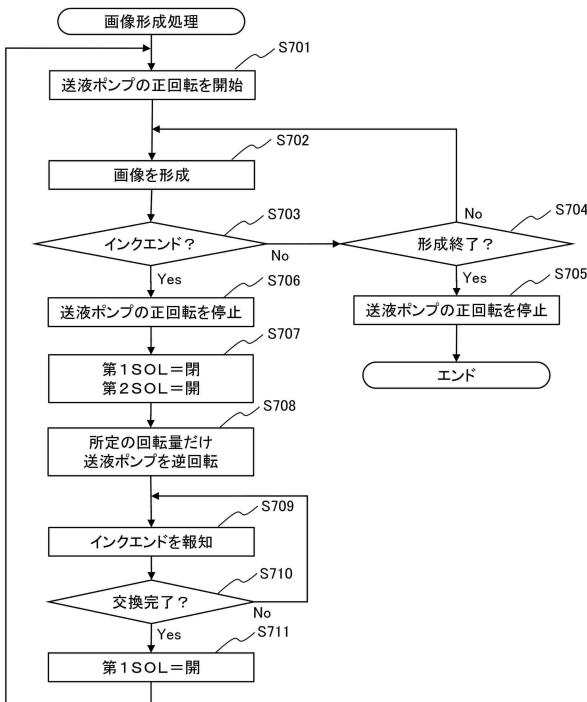 画像形成処理
S701
送液ポンプの正回転を開始
S702
画像を形成
S703
インクエンド？
No
Yes
S704
No
形成終了？
Yes
S705
送液ポンプの正回転を停止
エンド
S706
送液ポンプの正回転を停止
S707
第1SOL＝閉
第2SOL＝開
S708
所定の回転量だけ
送液ポンプを逆回転
S709
インクエンドを報知
S710
交換完了？
No
Yes
S711
第1SOL＝開